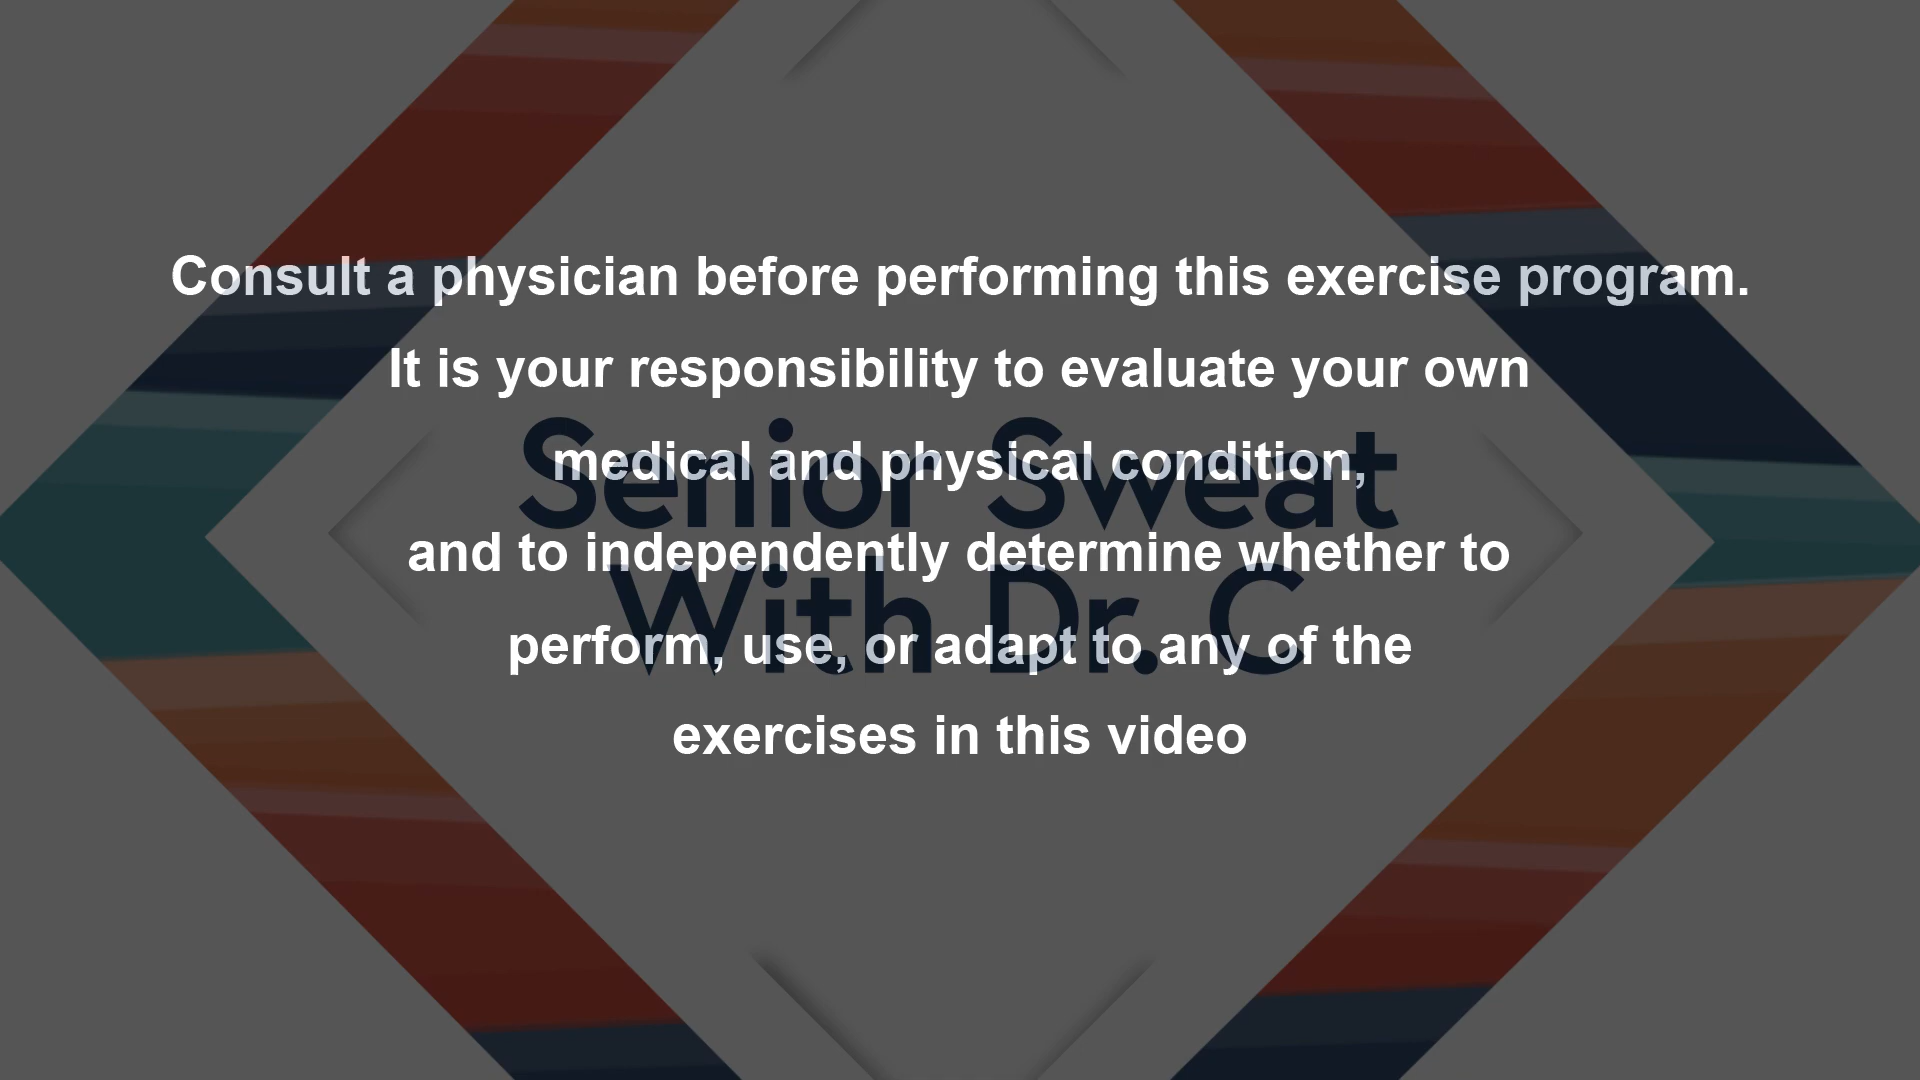 Consult a physician before performing this exercise program.
It is your responsibility to evaluate your own
medical and physical condition,
and to independently determine whether to
perform, use, or adapt to any of the
exercises in this video
Senior Sweat
With Dr. C